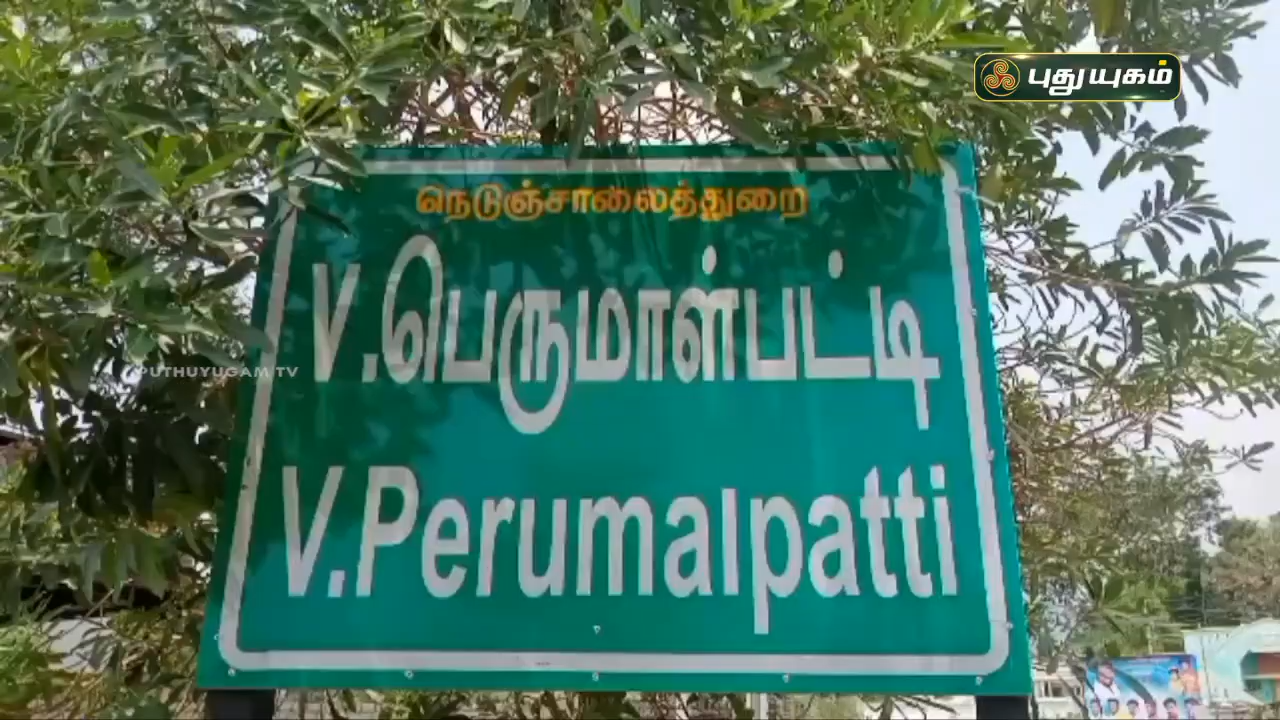 புதுயுகம்
நெடுஞ்சாலைத்துறை
V.பெருமாள்பட்டி
PUTHUYUGAM TV
V.Perumalpatti